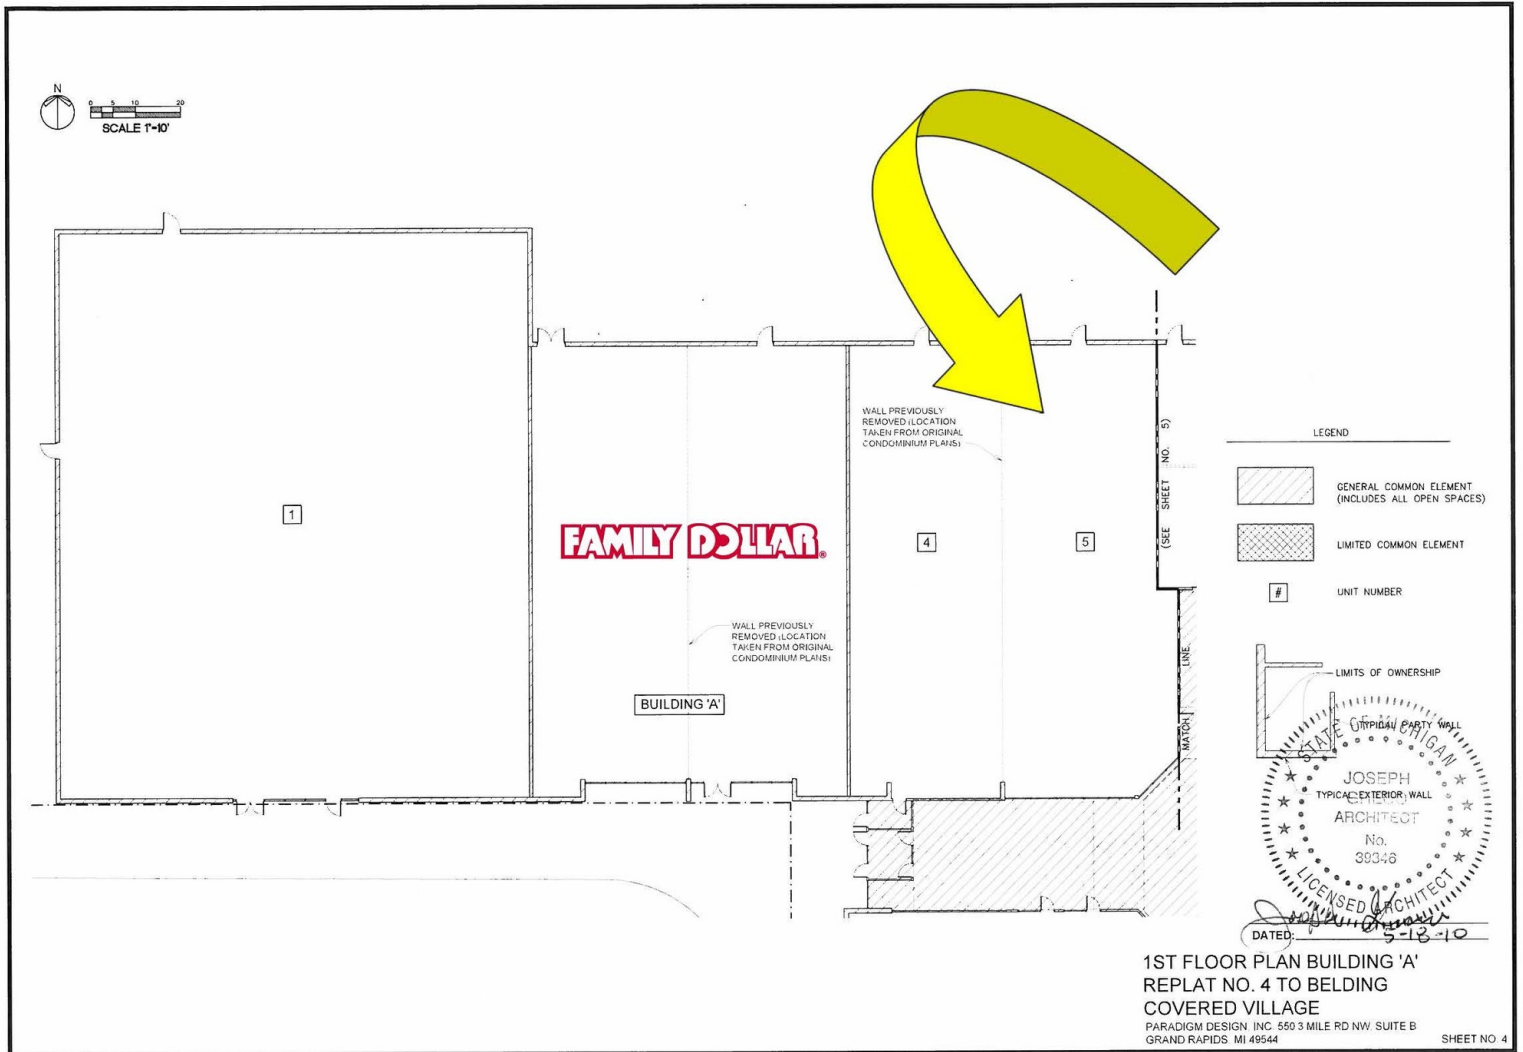 N
0 5 10 20
SCALE 1"-10'
WALL PREVIOUSLY
REMOVED (LOCATION
TAKEN FROM ORIGINAL
CONDOMINIUM PLANS)
(SEE SHEET NO. 5)
LEGEND
GENERAL COMMON ELEMENT
(INCLUDES ALL OPEN SPACES)
1
FAMILY DOLLAR®
4
5
LIMITED COMMON ELEMENT
#
UNIT NUMBER
WALL PREVIOUSLY
REMOVED (LOCATION
TAKEN FROM ORIGINAL
CONDOMINIUM PLANS)
MATCH LINE
LIMITS OF OWNERSHIP
BUILDING 'A'
TYPICAL PARTY WALL
STATE OF MICHIGAN
JOSEPH
TYPICAL EXTERIOR WALL
ARCHITECT
No.
39346
LICENSED ARCHITECT
DATED:
5-18-10
1ST FLOOR PLAN BUILDING 'A'
REPLAT NO. 4 TO BELDING
COVERED VILLAGE
PARADIGM DESIGN, INC. 550 3 MILE RD NW, SUITE B
GRAND RAPIDS, MI 49544
SHEET NO. 4